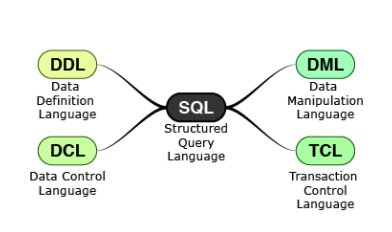 DDL
Data
Definition
Language
DCL
Data Control
Language
SQL
Structured
Query
Language
DML
Data
Manipulation
Language
TCL
Transaction
Control
Language